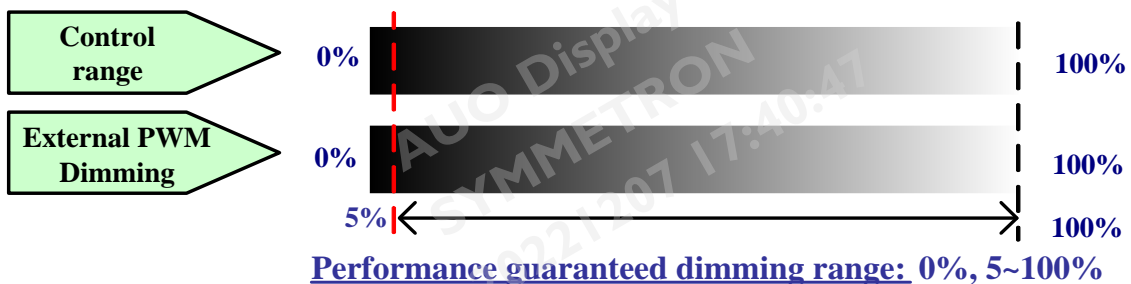 Control
range
0%
100%
External PWM
Dimming
0%
100%
5%
100%
Performance guaranteed dimming range: 0%, 5~100%
AUO Display
SYMMETRON
0221207 17:40:47